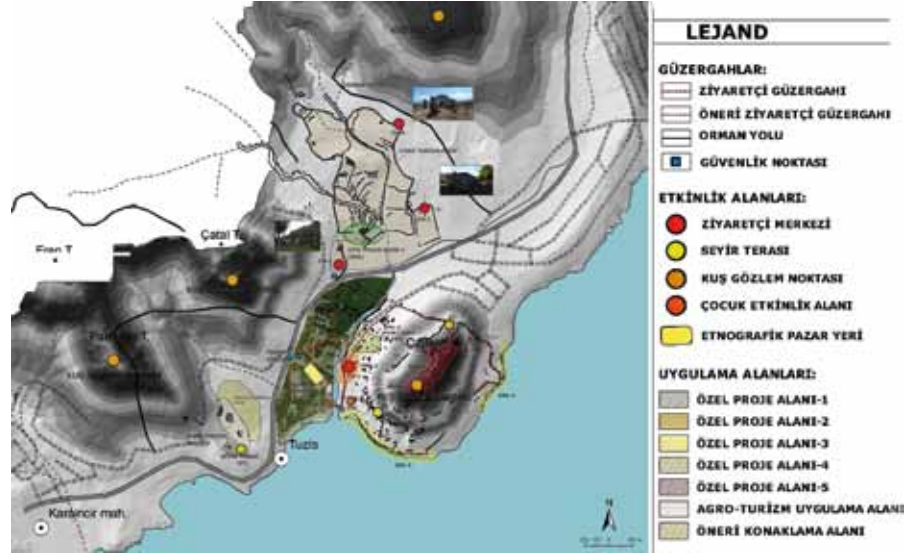 Çatal T.
Eran T.
Tuzla
Karaincir mah.
N
LEJAND
GÜZERGAHLAR:
ZİYARETÇİ GÜZERGAHI
ÖNERİ ZİYARETÇİ GÜZERGAHI
ORMAN YOLU
GÜVENLİK NOKTASI
ETKİNLİK ALANLARI:
ZİYARETÇİ MERKEZİ
SEYİR TERASI
KUŞ GÖZLEM NOKTASI
ÇOCUK ETKİNLİK ALANI
ETNOGRAFİK PAZAR YERİ
UYGULAMA ALANLARI:
ÖZEL PROJE ALANI-1
ÖZEL PROJE ALANI-2
ÖZEL PROJE ALANI-3
ÖZEL PROJE ALANI-4
ÖZEL PROJE ALANI-5
AGRO-TURİZM UYGULAMA ALANI
ÖNERİ KONAKLAMA ALANI